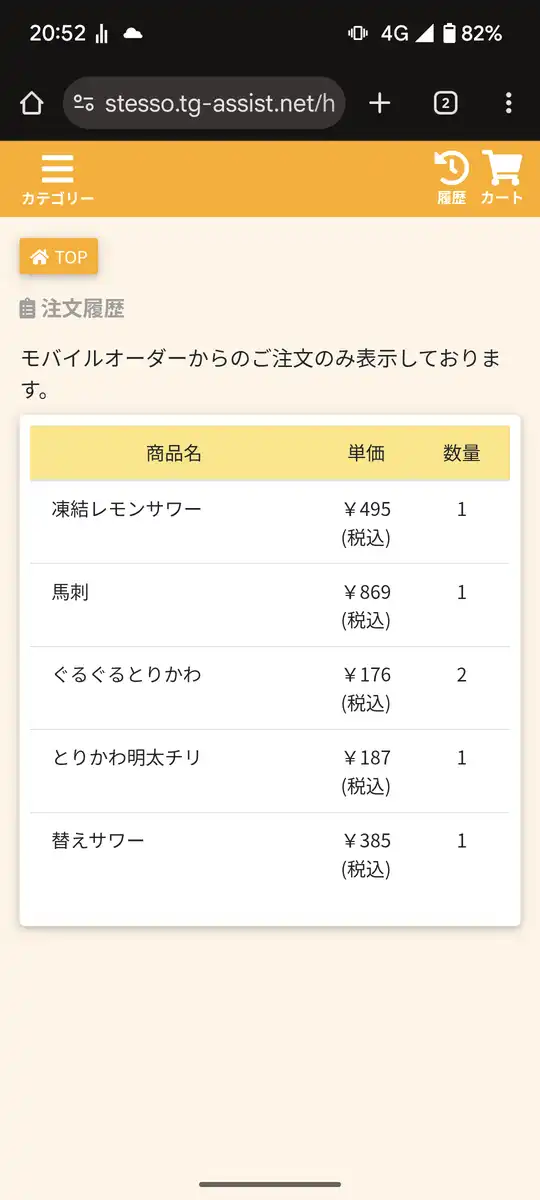 20:52 4G 82%
stesso.tg-assist.net/h 2
カテゴリー 履歴 カート
TOP
注文履歴
モバイルオーダーからのご注文のみ表示しておりま
す。
商品名 単価 数量
凍結レモンサワー ￥495 1
(税込)
馬刺 ￥869 1
(税込)
ぐるぐるとりかわ ￥176 2
(税込)
とりかわ明太チリ ￥187 1
(税込)
替えサワー ￥385 1
(税込)